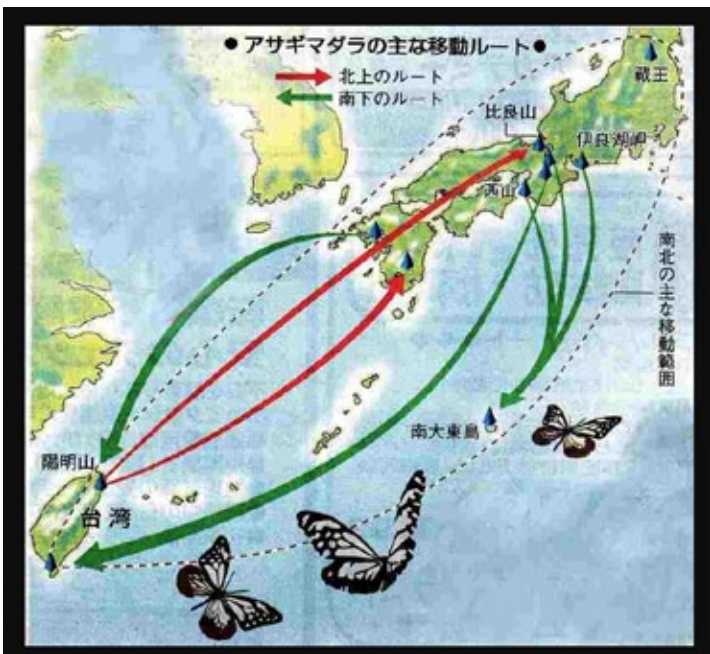 ●アサギマダラの主な移動ルート●
北上のルート
南下のルート
蔵王
比良山
伊良湖岬
西山
南北の主な移動範囲
南大東島
陽明山
台湾